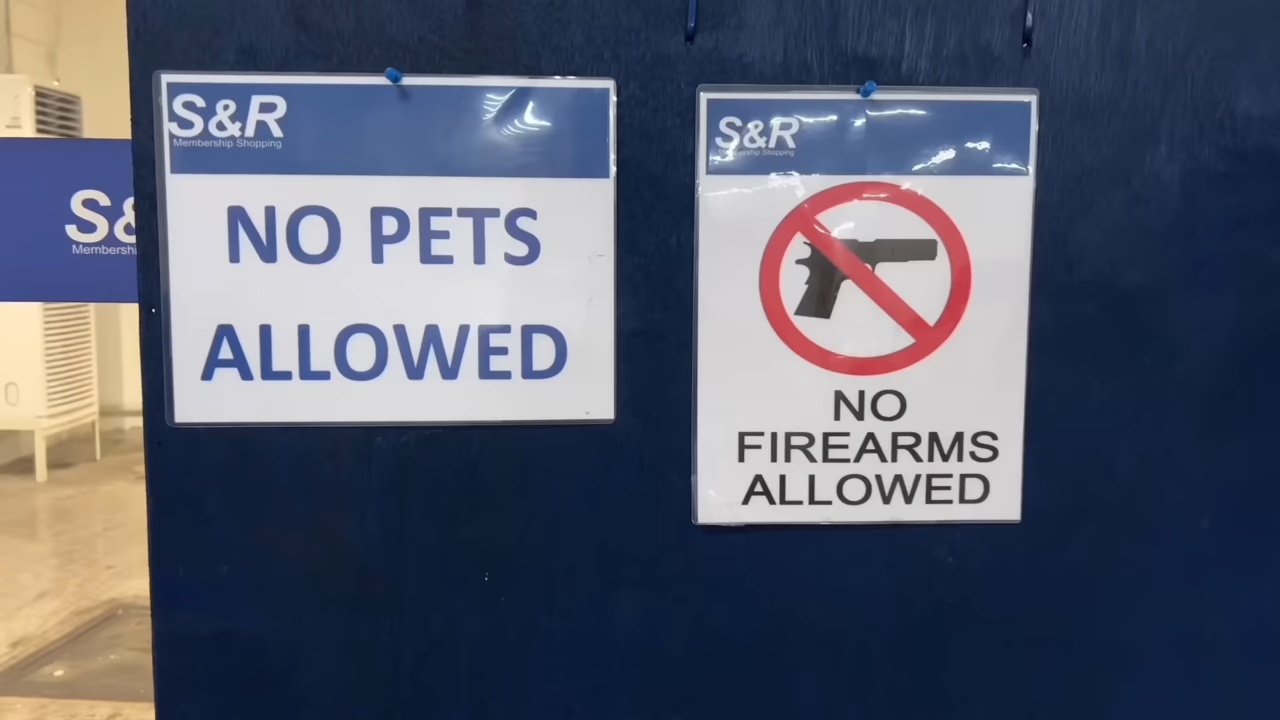 S&R
Membership Shopping
NO PETS
ALLOWED
S&R
Membership Shopping
NO
FIREARMS
ALLOWED
S&
Membershi